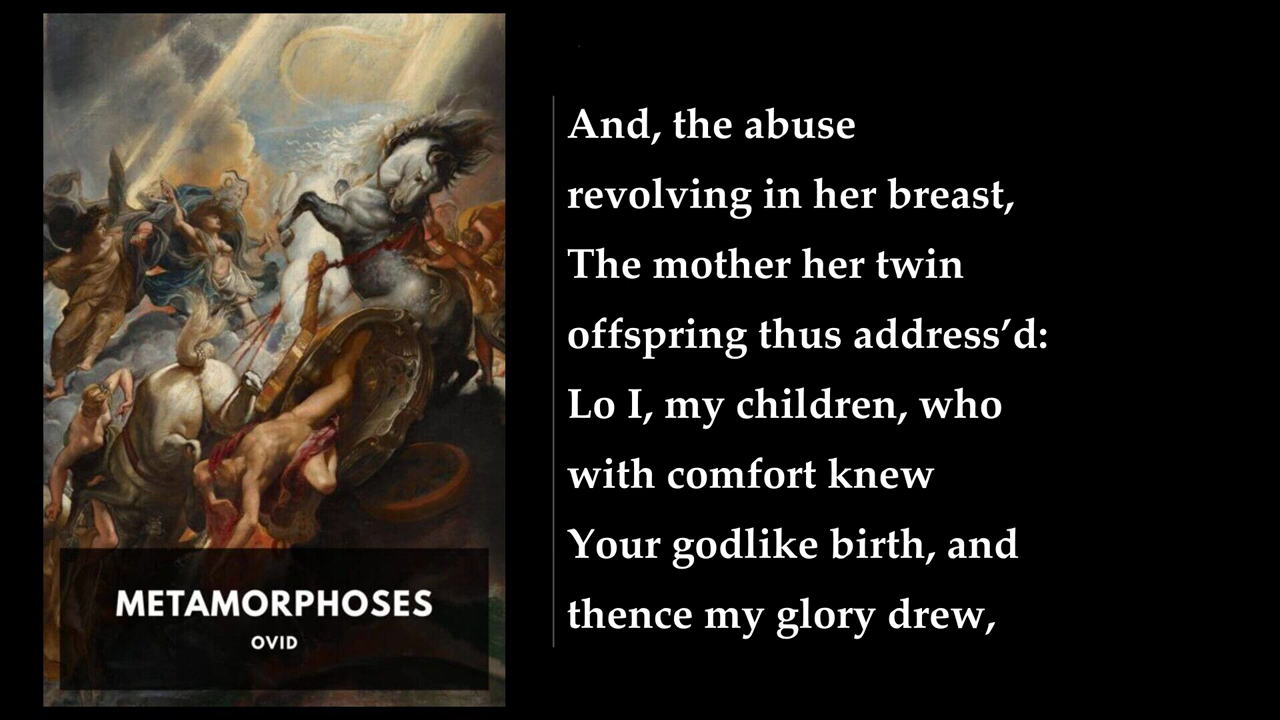 METAMORPHOSES
OVID
And, the abuse
revolving in her breast,
The mother her twin
offspring thus address’d:
Lo I, my children, who
with comfort knew
Your godlike birth, and
thence my glory drew,